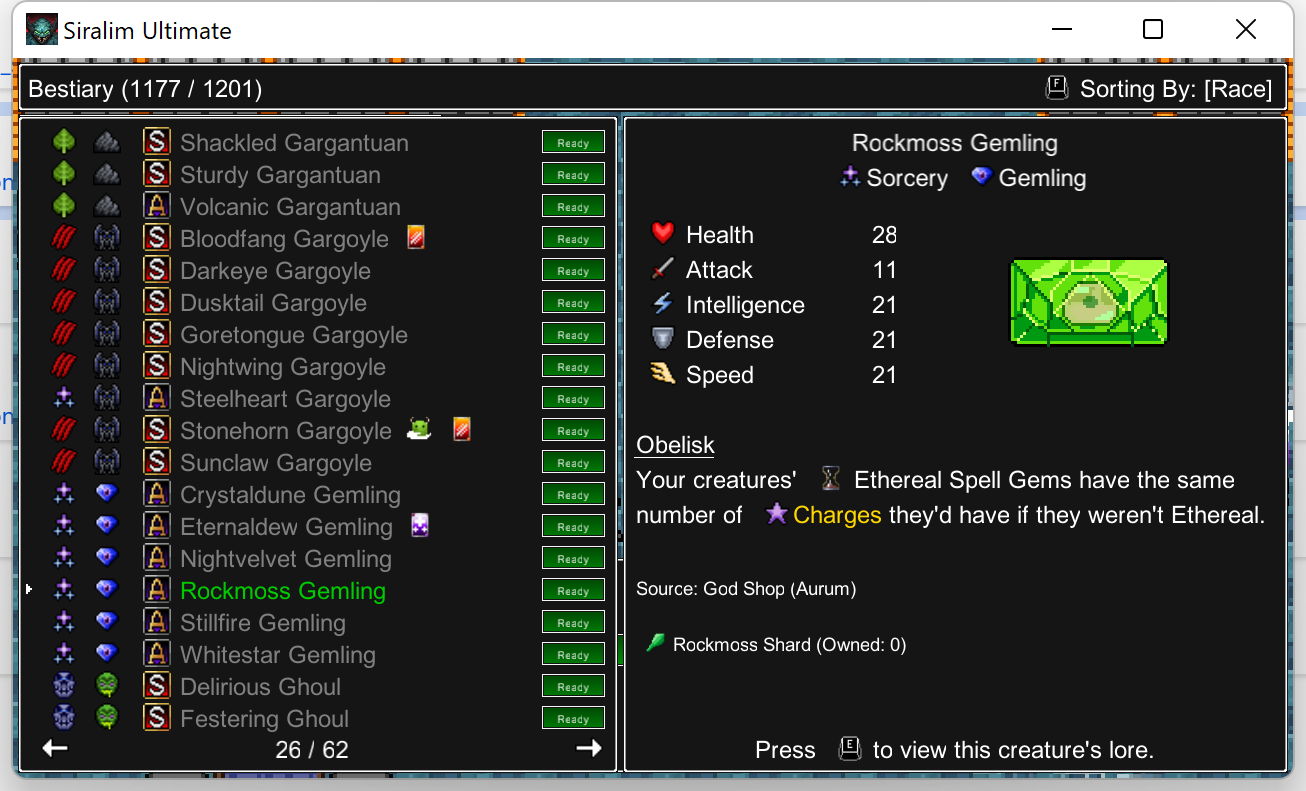 Siralim Ultimate
Bestiary (1177 / 1201)
F Sorting By: [Race]
S Shackled Gargantuan Ready
S Sturdy Gargantuan Ready
A Volcanic Gargantuan Ready
S Bloodfang Gargoyle Ready
S Darkeye Gargoyle Ready
S Dusktail Gargoyle Ready
S Goretongue Gargoyle Ready
S Nightwing Gargoyle Ready
A Steelheart Gargoyle Ready
S Stonehorn Gargoyle Ready
S Sunclaw Gargoyle Ready
A Crystaldune Gemling Ready
A Eternaldew Gemling Ready
A Nightvelvet Gemling Ready
A Rockmoss Gemling Ready
A Stillfire Gemling Ready
A Whitestar Gemling Ready
S Delirious Ghoul Ready
S Festering Ghoul Ready
26 / 62
Rockmoss Gemling
Sorcery Gemling
Health 28
Attack 11
Intelligence 21
Defense 21
Speed 21
Obelisk
Your creatures' Ethereal Spell Gems have the same
number of Charges they'd have if they weren't Ethereal.
Source: God Shop (Aurum)
Rockmoss Shard (Owned: 0)
Press E to view this creature's lore.